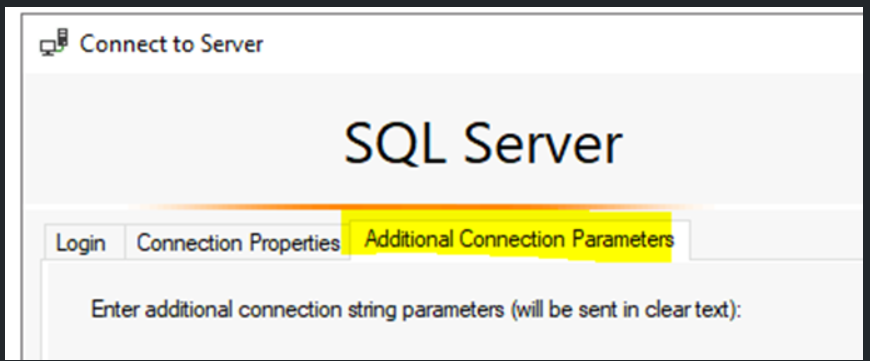 Connect to Server
SQL Server
Login Connection Properties Additional Connection Parameters
Enter additional connection string parameters (will be sent in clear text):